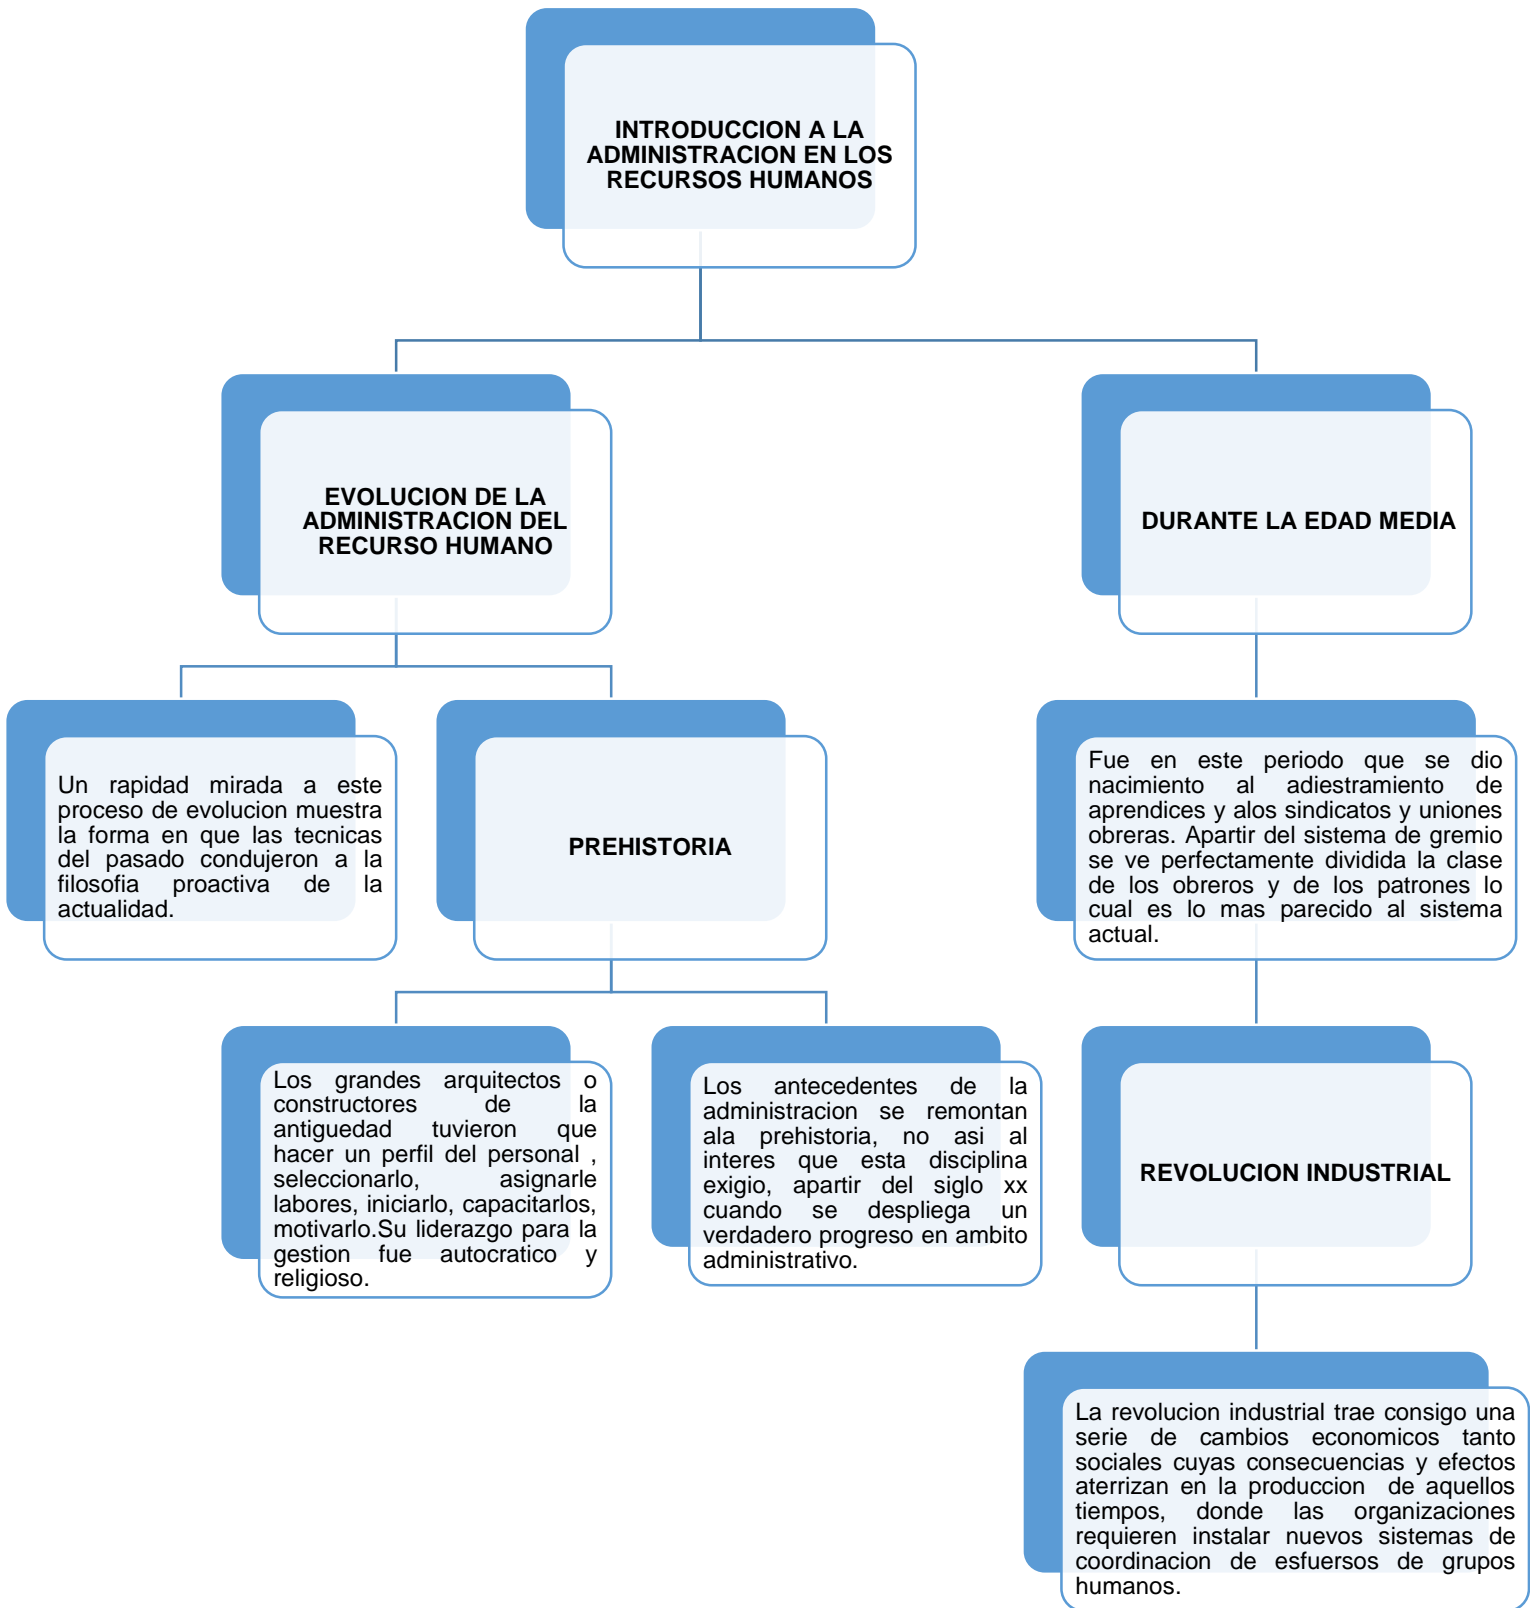 INTRODUCCION A LA
ADMINISTRACION EN LOS
RECURSOS HUMANOS
EVOLUCION DE LA
ADMINISTRACION DEL
RECURSO HUMANO
DURANTE LA EDAD MEDIA
Un rapidad mirada a este
proceso de evolucion muestra
la forma en que las tecnicas
del pasado condujeron a la
filosofia proactiva de la
actualidad.
PREHISTORIA
Fue en este periodo que se dio
nacimiento al adiestramiento de
aprendices y alos sindicatos y uniones
obreras. Apartir del sistema de gremio
se ve perfectamente dividida la clase
de los obreros y de los patrones lo
cual es lo mas parecido al sistema
actual.
Los grandes arquitectos o
constructores de la
antiguedad tuvieron que
hacer un perfil del personal ,
seleccionarlo, asignarle
labores, iniciarlo, capacitarlos,
motivarlo.Su liderazgo para la
gestion fue autocratico y
religioso.
Los antecedentes de la
administracion se remontan
ala prehistoria, no asi al
interes que esta disciplina
exigio, apartir del siglo xx
cuando se despliega un
verdadero progreso en ambito
administrativo.
REVOLUCION INDUSTRIAL
La revolucion industrial trae consigo una
serie de cambios economicos tanto
sociales cuyas consecuencias y efectos
aterrizan en la produccion de aquellos
tiempos, donde las organizaciones
requieren instalar nuevos sistemas de
coordinacion de esfuersos de grupos
humanos.